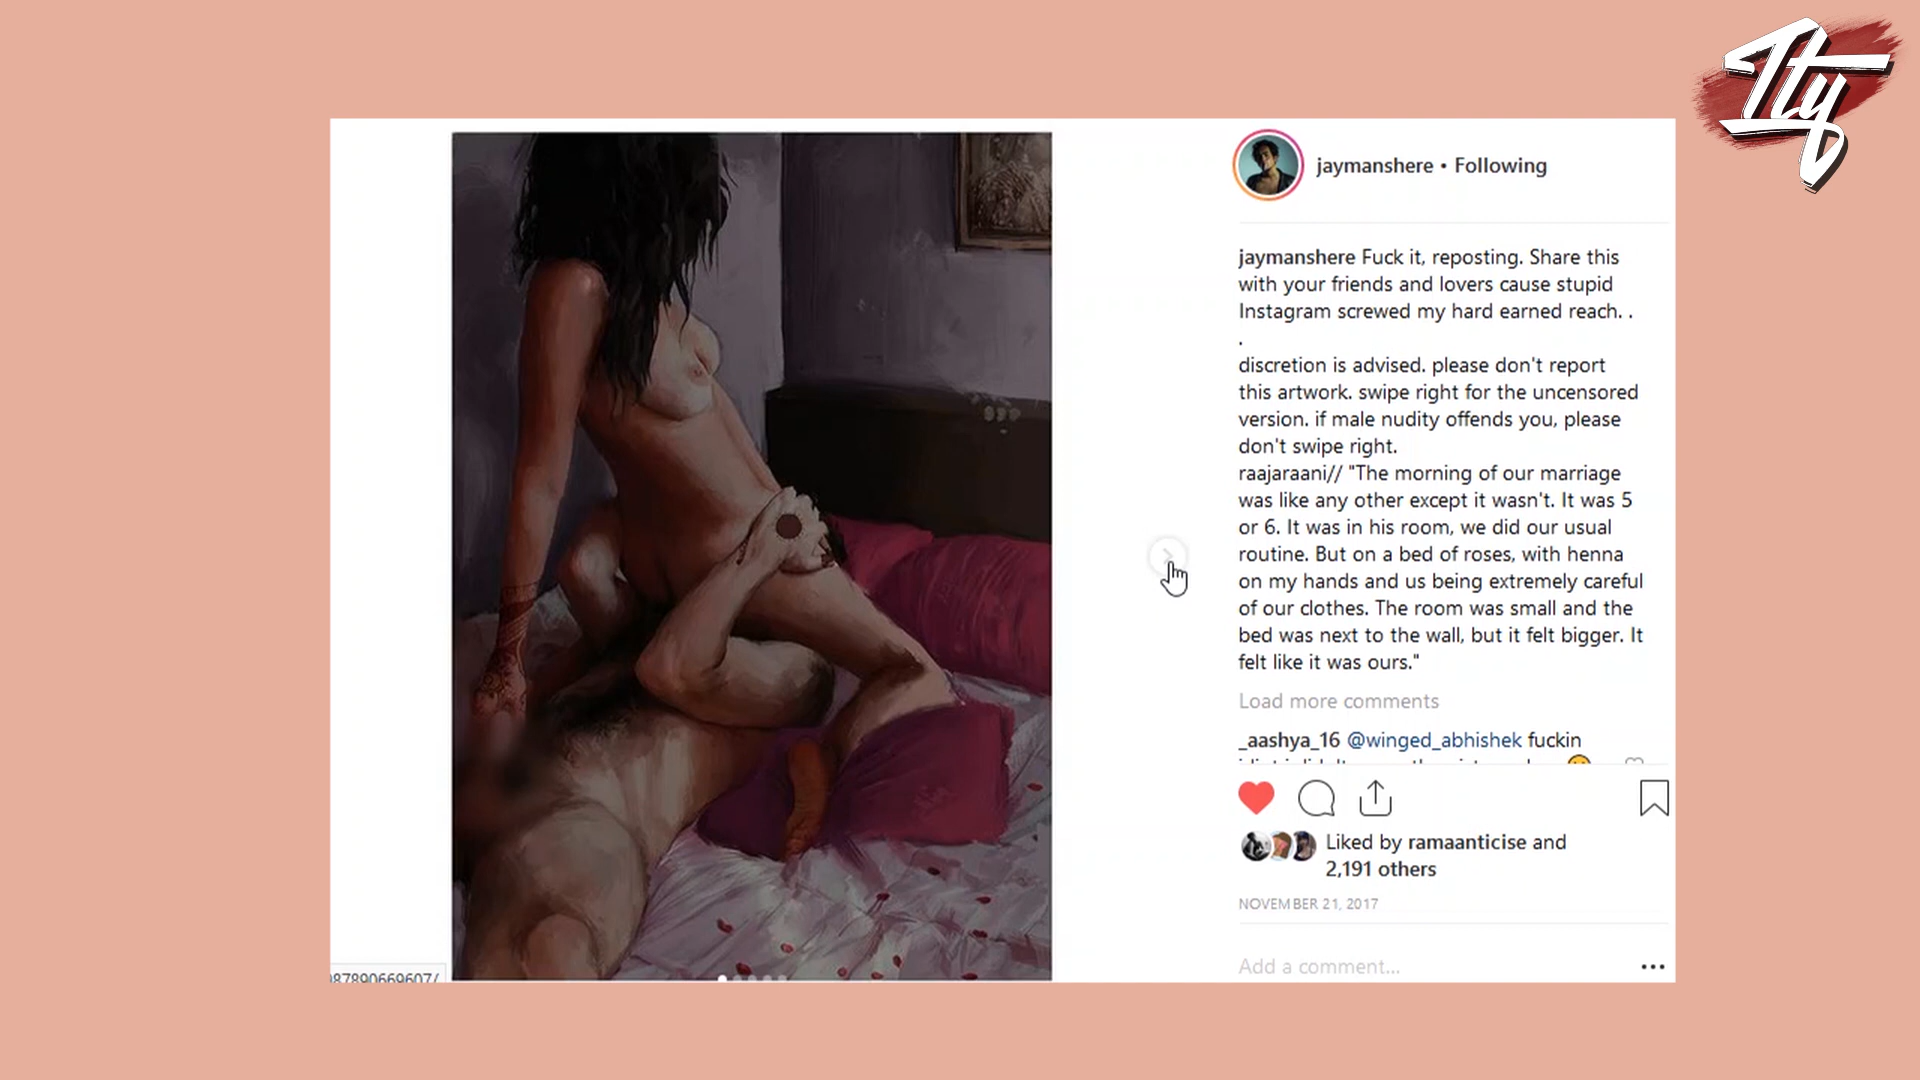 Ily
jaymanshere • Following
jaymanshere Fuck it, reposting. Share this
with your friends and lovers cause stupid
Instagram screwed my hard earned reach. .
.
discretion is advised. please don't report
this artwork. swipe right for the uncensored
version. if male nudity offends you, please
don't swipe right.
raajaraani// "The morning of our marriage
was like any other except it wasn't. It was 5
or 6. It was in his room, we did our usual
routine. But on a bed of roses, with henna
on my hands and us being extremely careful
of our clothes. The room was small and the
bed was next to the wall, but it felt bigger. It
felt like it was ours."
Load more comments
_aashya_16 @winged_abhishek fuckin
Liked by ramaanticise and
2,191 others
NOVEMBER 21, 2017
Add a comment...
87890669607/